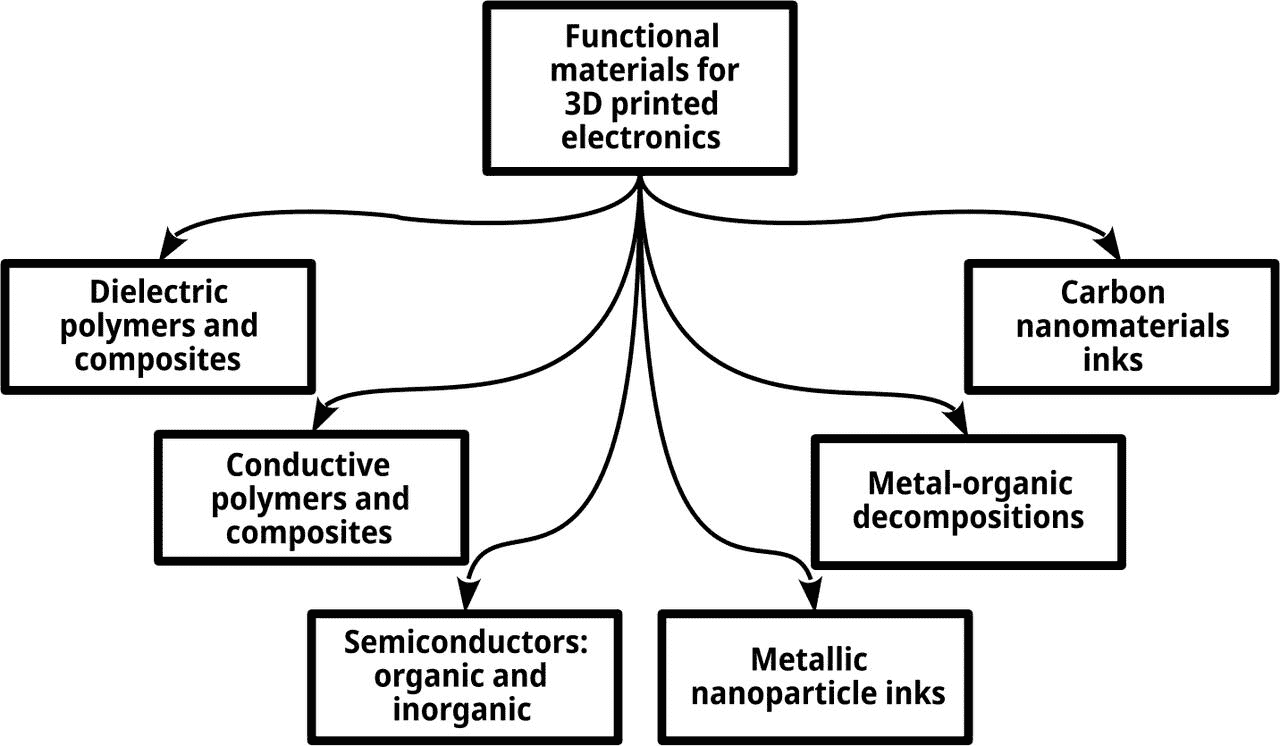 Functional
materials for
3D printed
electronics
Dielectric
polymers and
composites
Carbon
nanomaterials
inks
Conductive
polymers and
composites
Metal-organic
decompositions
Semiconductors:
organic and
inorganic
Metallic
nanoparticle inks